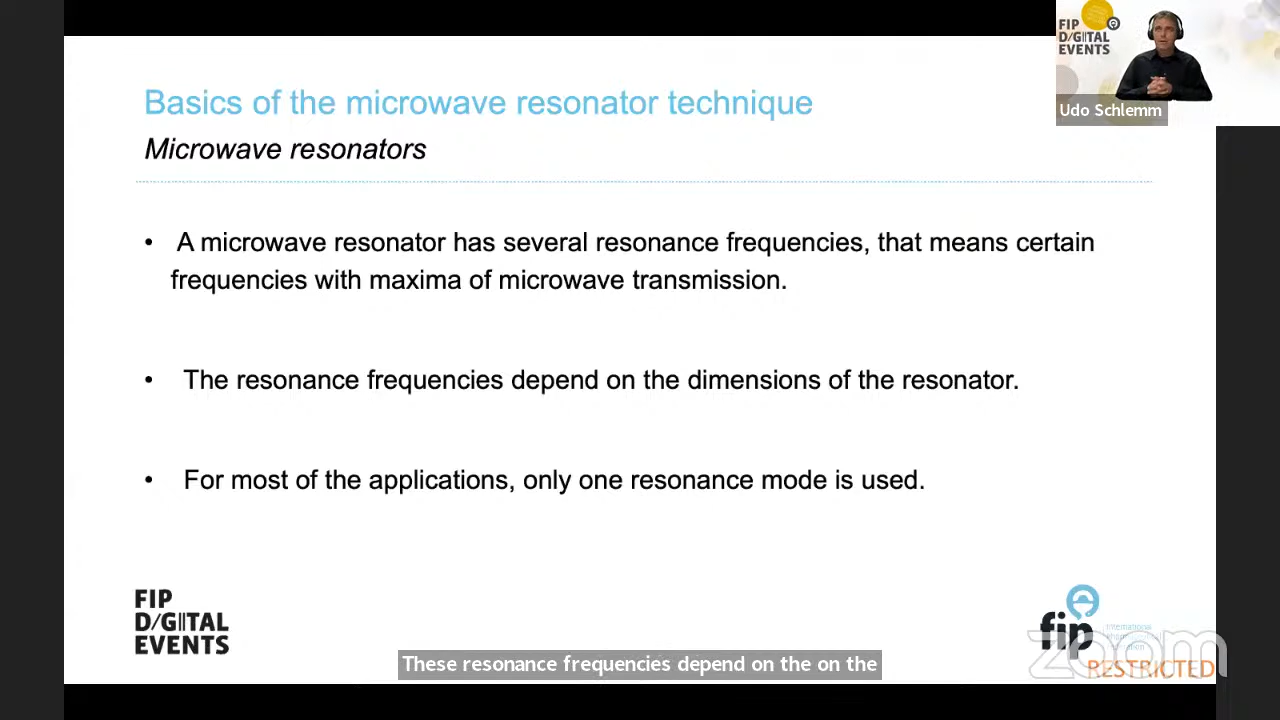 FIP
D/G/TAL
EVENTS
Udo Schlemm
Basics of the microwave resonator technique
Microwave resonators
• A microwave resonator has several resonance frequencies, that means certain
frequencies with maxima of microwave transmission.
• The resonance frequencies depend on the dimensions of the resonator.
• For most of the applications, only one resonance mode is used.
FIP
D/G/TAL
EVENTS
fip
International
zoom
RESTRICTED
These resonance frequencies depend on the on the